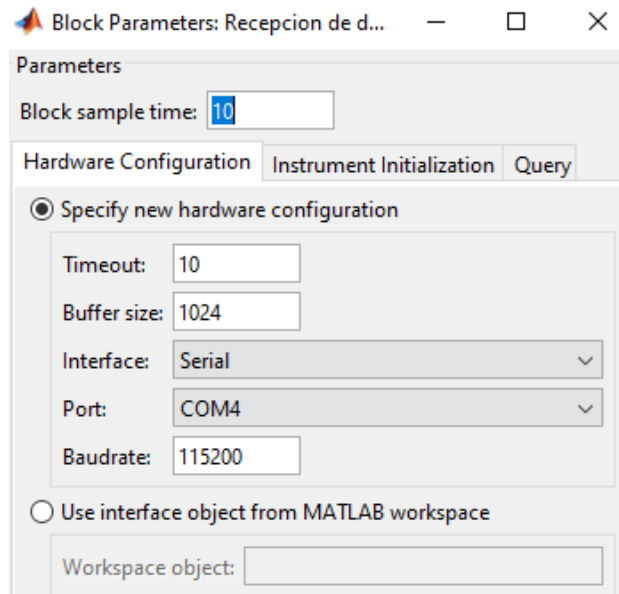 Block Parameters: Recepcion de d...
Parameters
Block sample time: 10
Hardware Configuration Instrument Initialization Query
Specify new hardware configuration
Timeout: 10
Buffer size: 1024
Interface: Serial
Port: COM4
Baudrate: 115200
Use interface object from MATLAB workspace
Workspace object: